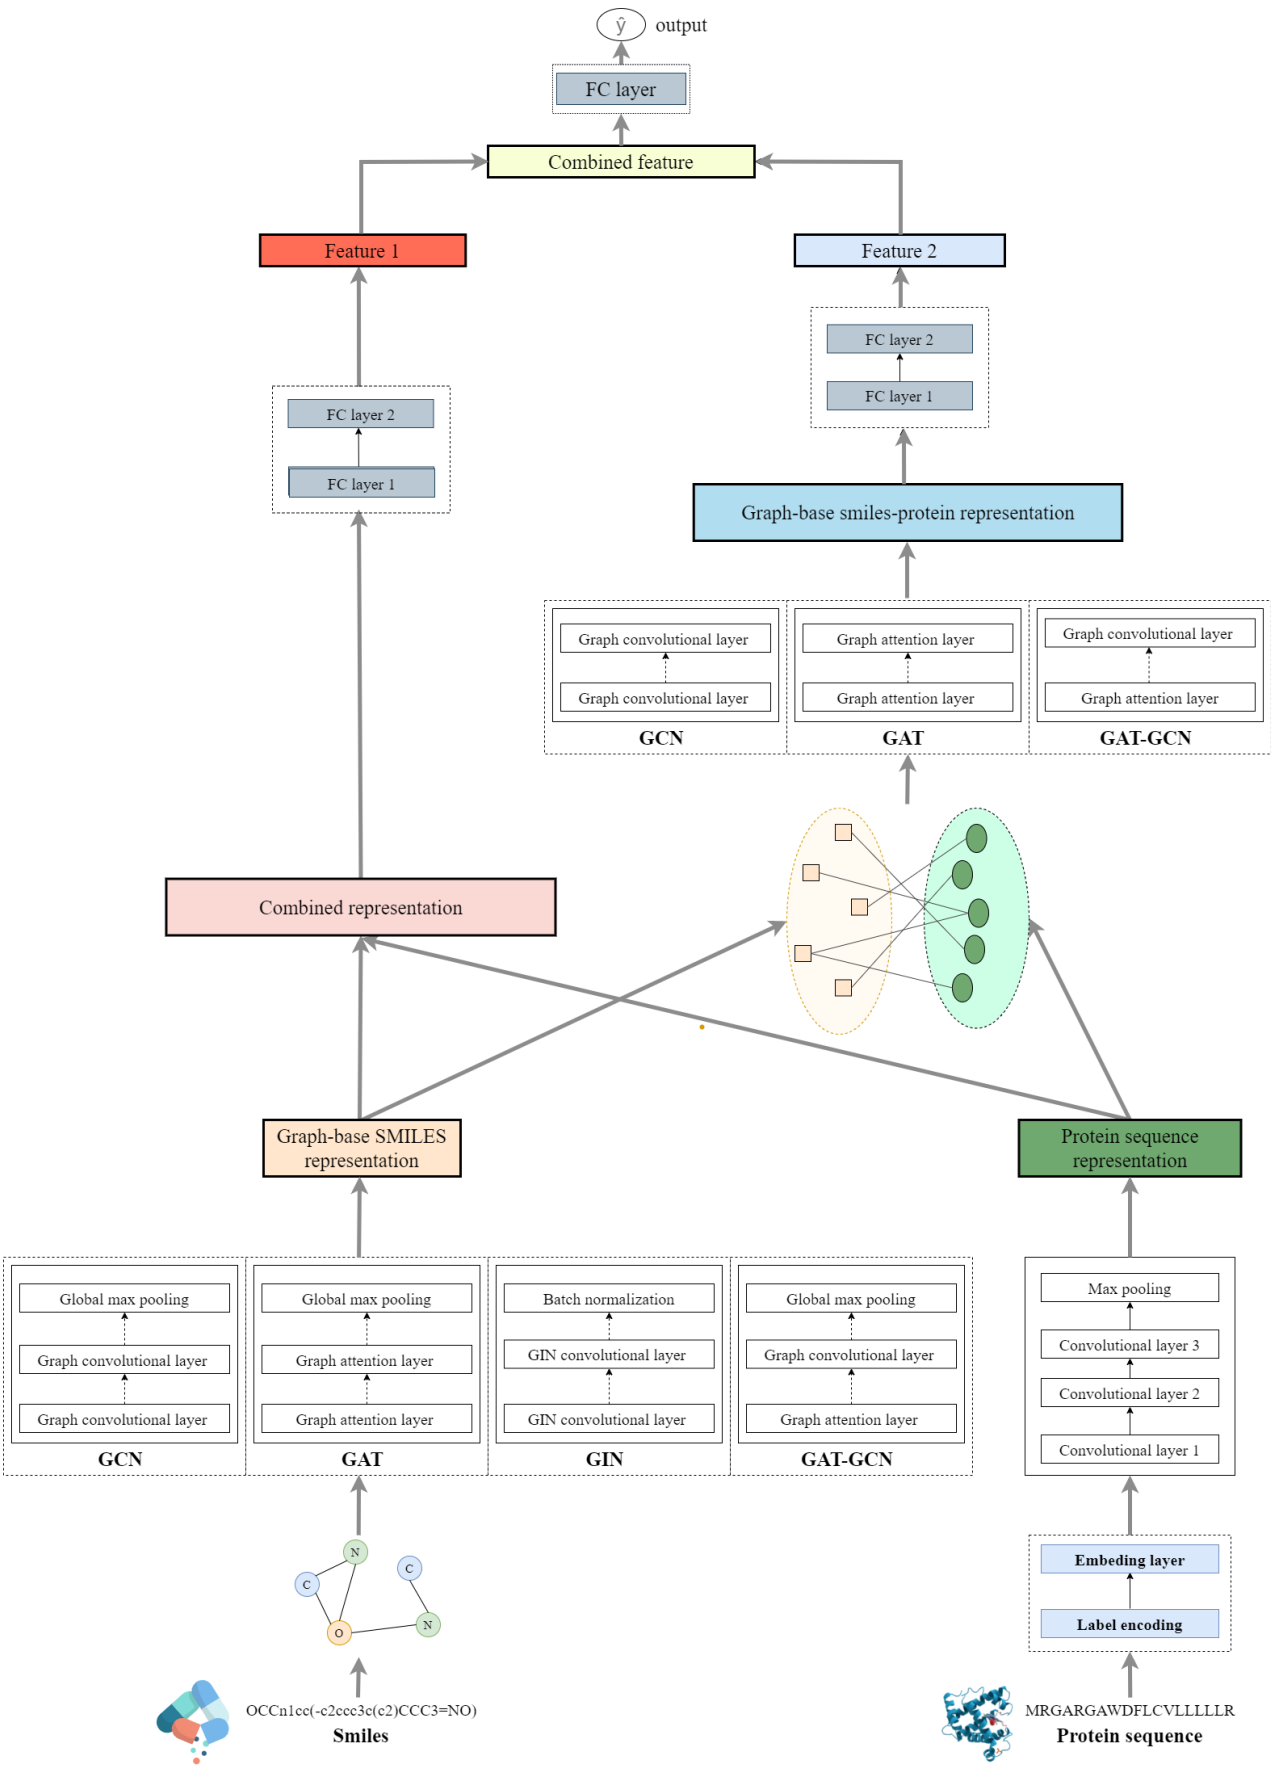 ŷ
output
FC layer
Combined feature
Feature 1
Feature 2
FC layer 2
FC layer 1
FC layer 2
FC layer 1
Graph-base smiles-protein representation
Graph convolutional layer
Graph convolutional layer
GCN
Graph attention layer
Graph attention layer
GAT
Graph convolutional layer
Graph attention layer
GAT-GCN
Combined representation
Graph-base SMILES
representation
Protein sequence
representation
Global max pooling
Graph convolutional layer
Graph convolutional layer
GCN
Global max pooling
Graph attention layer
Graph attention layer
GAT
Batch normalization
GIN convolutional layer
GIN convolutional layer
GIN
Global max pooling
Graph convolutional layer
Graph attention layer
GAT-GCN
Max pooling
Convolutional layer 3
Convolutional layer 2
Convolutional layer 1
N
C
C
O
N
Embeding layer
Label encoding
OCCn1cc(-c2ccc3c(c2)CCC3=NO)
Smiles
MRGARGAWDFLCVLLLLLR
Protein sequence